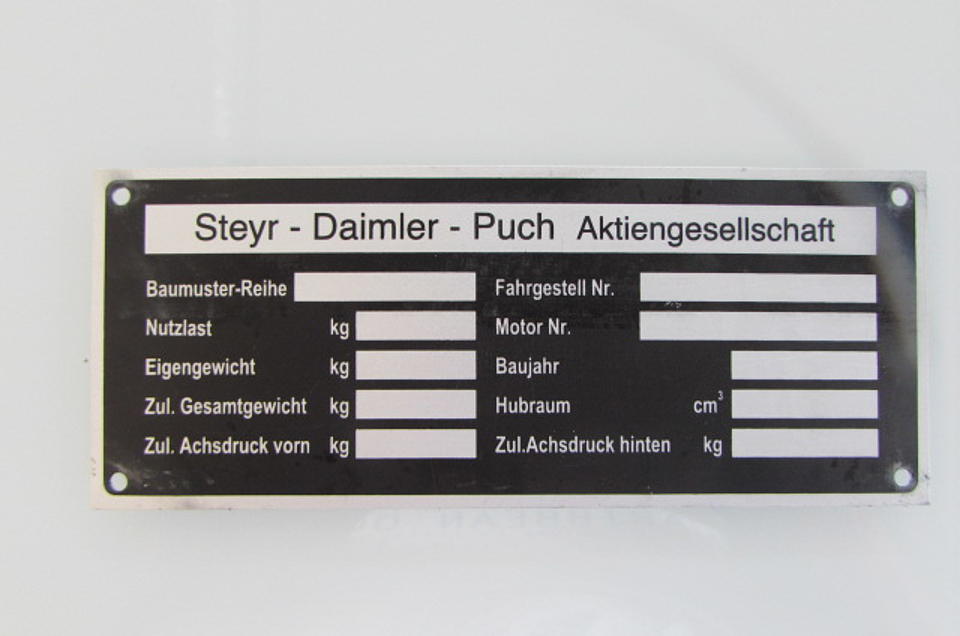 Steyr - Daimler - Puch Aktiengesellschaft
Baumuster-Reihe Fahrgestell Nr.
Nutzlast kg Motor Nr.
Eigengewicht kg Baujahr
Zul. Gesamtgewicht kg Hubraum cm³
Zul. Achsdruck vorn kg Zul.Achsdruck hinten kg